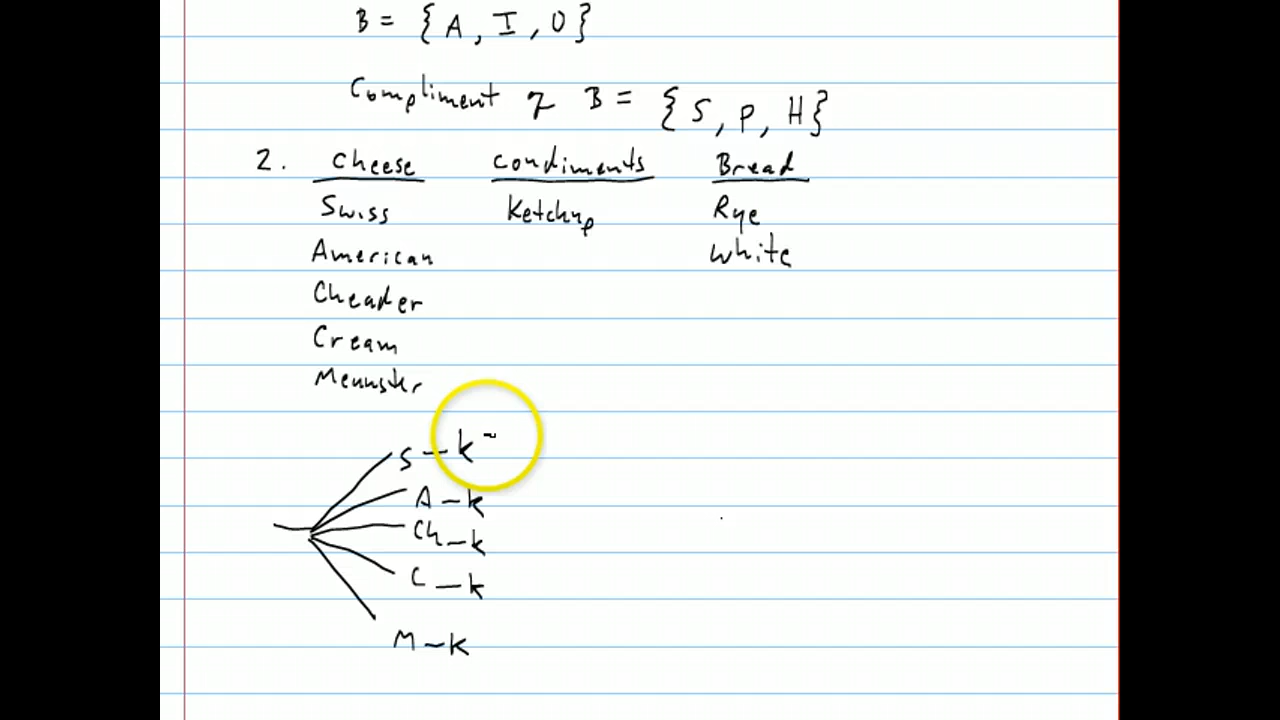 B = {A, I, O}
Compliment of B = {S, P, H}
2. Cheese Condiments Bread
Swiss Ketchup Rye
American White
Cheader
Cream
Meunster
S - k -
A - k
Ch - k
C - k
M - k